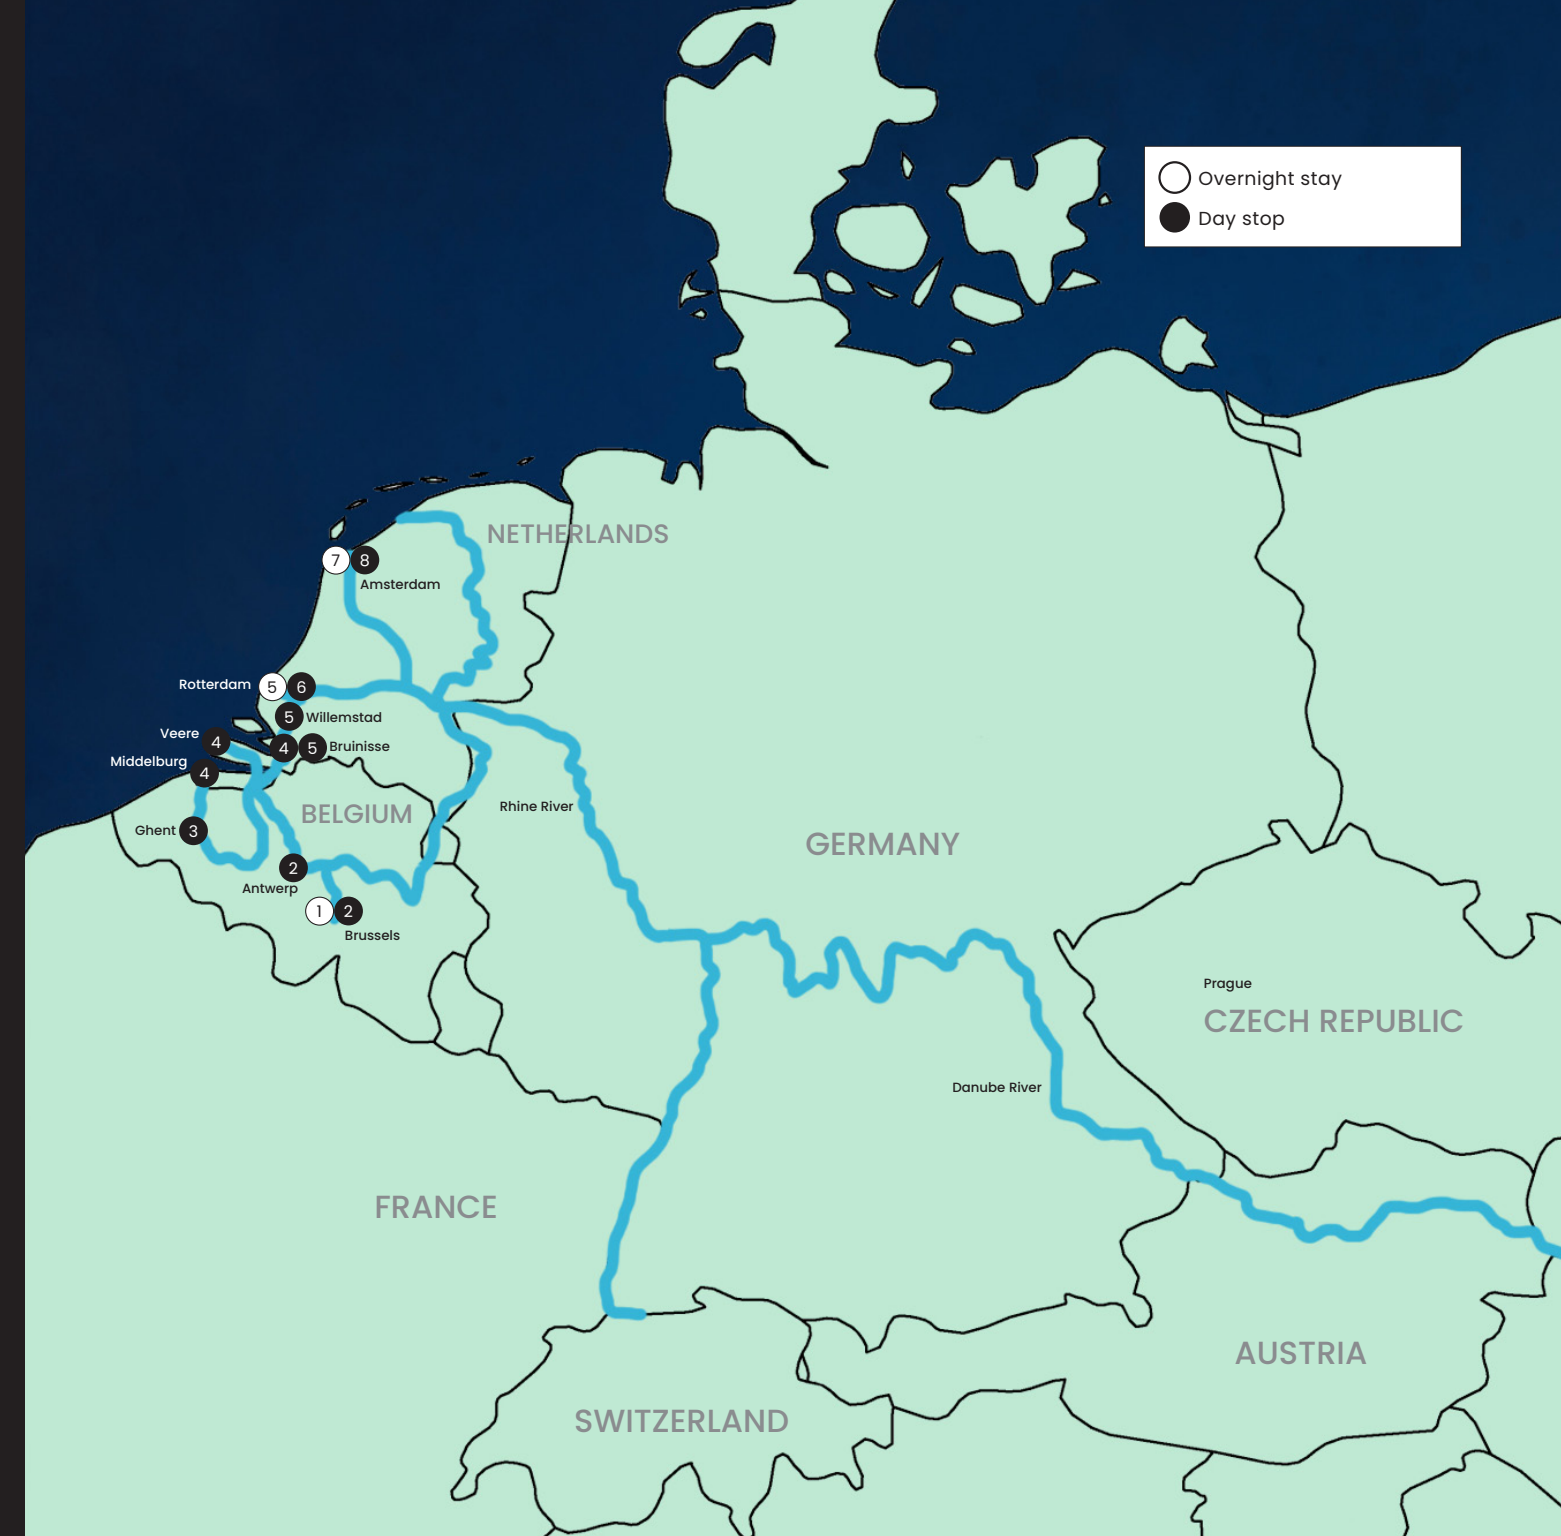 Overnight stay
Day stop
NETHERLANDS
7 8
Amsterdam
Rotterdam 5 6
5 Willemstad
Veere 4
4 5 Bruinisse
Middelburg 4
Rhine River
BELGIUM
Ghent 3
GERMANY
2
Antwerp
1 2
Brussels
Prague
CZECH REPUBLIC
Danube River
FRANCE
AUSTRIA
SWITZERLAND